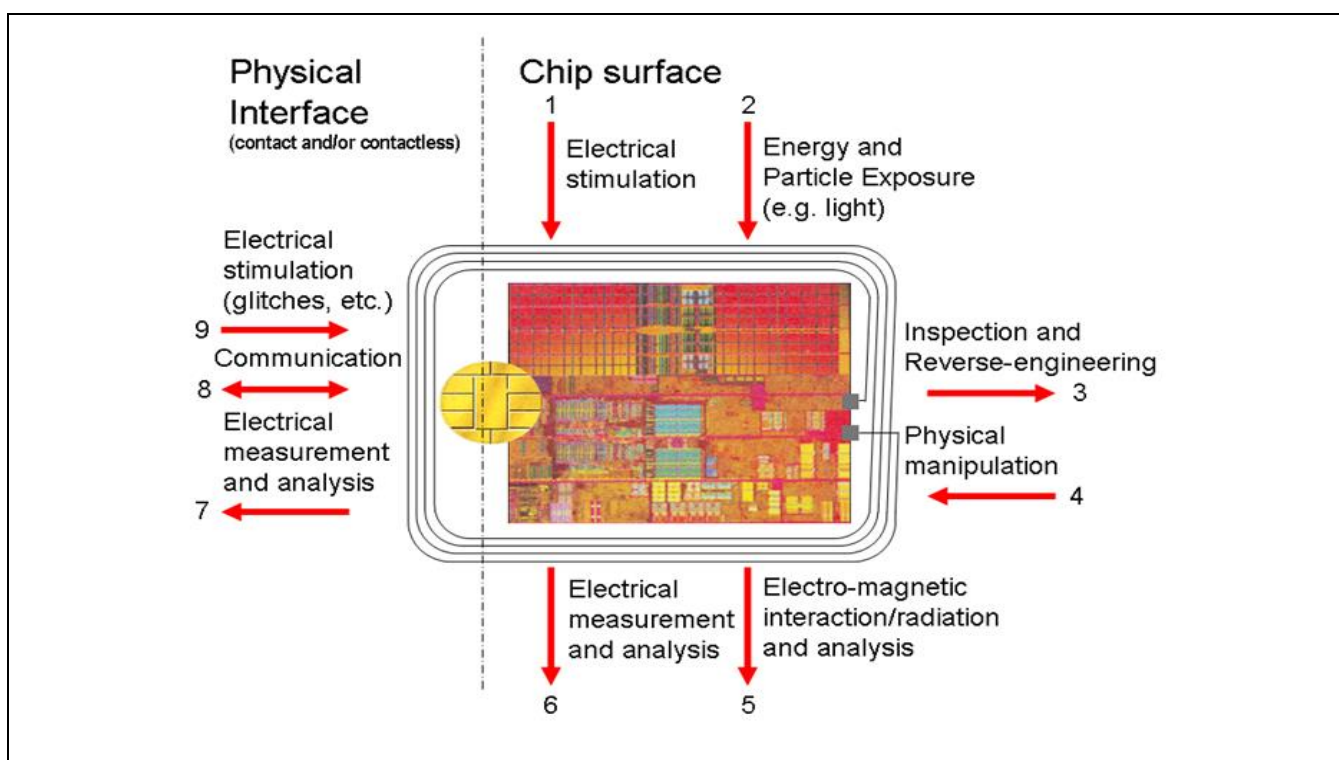 Physical
Interface
(contact and/or contactless)
Chip surface
1
Electrical
stimulation
2
Energy and
Particle Exposure
(e.g. light)
Electrical
stimulation
(glitches, etc.)
9
Communication
8
Electrical
measurement
and analysis
7
Inspection and
Reverse-engineering
3
Physical
manipulation
4
Electrical
measurement
and analysis
6
Electro-magnetic
interaction/radiation
and analysis
5